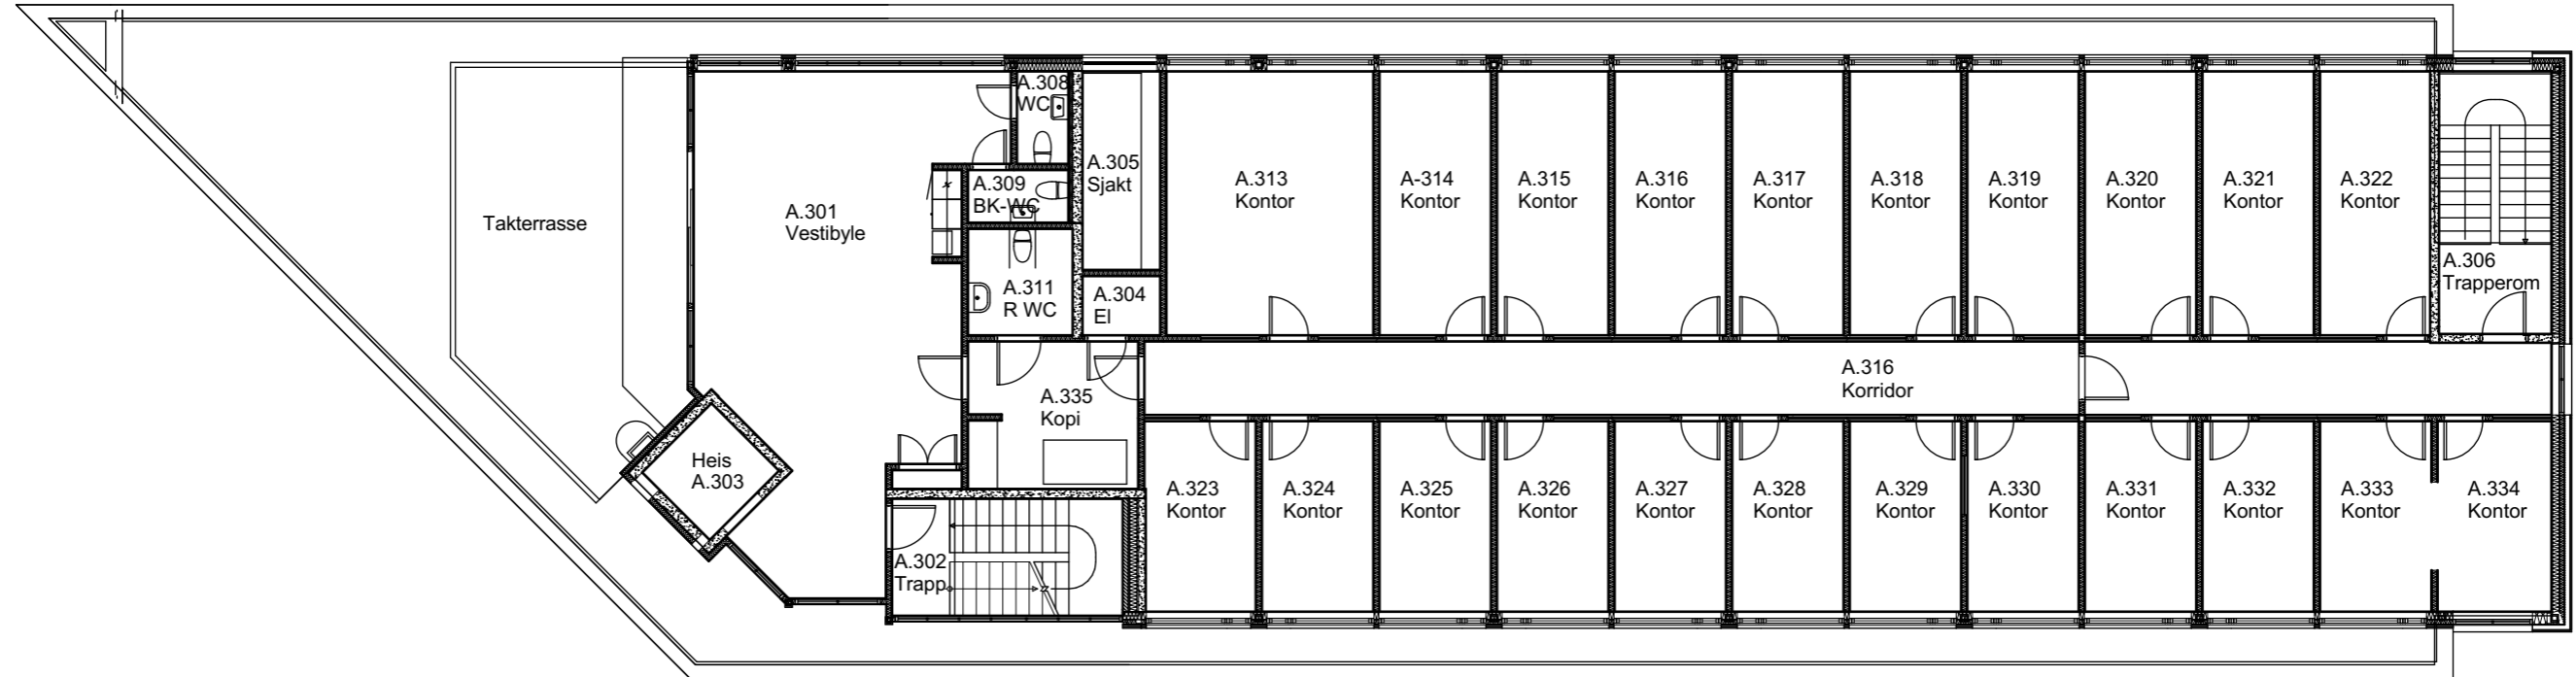 A.308
WC
A.305
Sjakt
A.309
BK-WC
A.313
Kontor
A-314
Kontor
A.315
Kontor
A.316
Kontor
A.317
Kontor
A.318
Kontor
A.319
Kontor
A.320
Kontor
A.321
Kontor
A.322
Kontor
Takterrasse
A.301
Vestibyle
A.306
Trapperom
A.311
R WC
A.304
El
A.316
Korridor
A.335
Kopi
Heis
A.303
A.323
Kontor
A.324
Kontor
A.325
Kontor
A.326
Kontor
A.327
Kontor
A.328
Kontor
A.329
Kontor
A.330
Kontor
A.331
Kontor
A.332
Kontor
A.333
Kontor
A.334
Kontor
A.302
Trapp